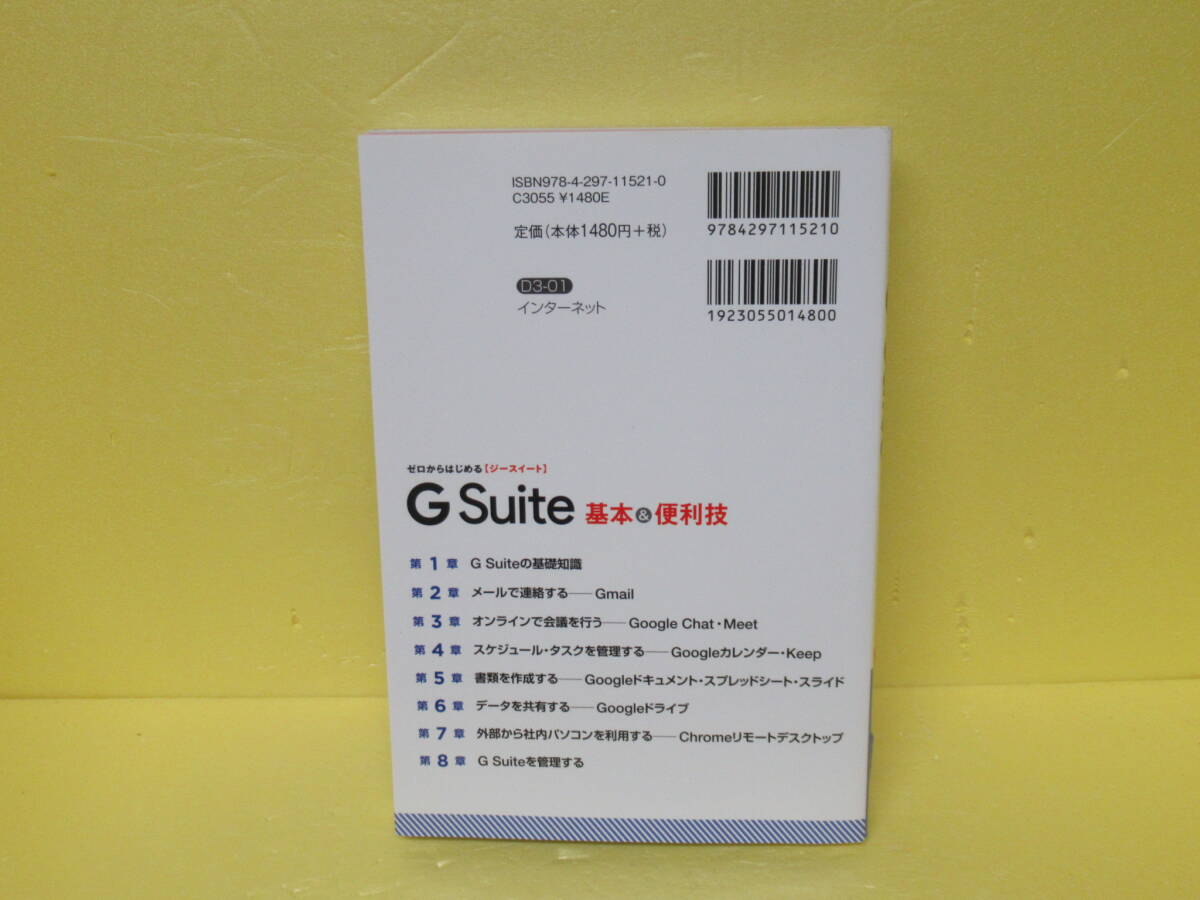 ISBN978-4-297-11521-0
C3055 ¥1480E
定価(本体1480円+税)
9784297115210
D3-01
インターネット
1923055014800
ゼロからはじめる【ジースイート】
G Suite 基本&便利技
第1章 G Suiteの基礎知識
第2章 メールで連絡する──Gmail
第3章 オンラインで会議を行う──Google Chat・Meet
第4章 スケジュール・タスクを管理する──Googleカレンダー・Keep
第5章 書類を作成する──Googleドキュメント・スプレッドシート・スライド
第6章 データを共有する──Googleドライブ
第7章 外部から社内パソコンを利用する──Chromeリモートデスクトップ
第8章 G Suiteを管理する